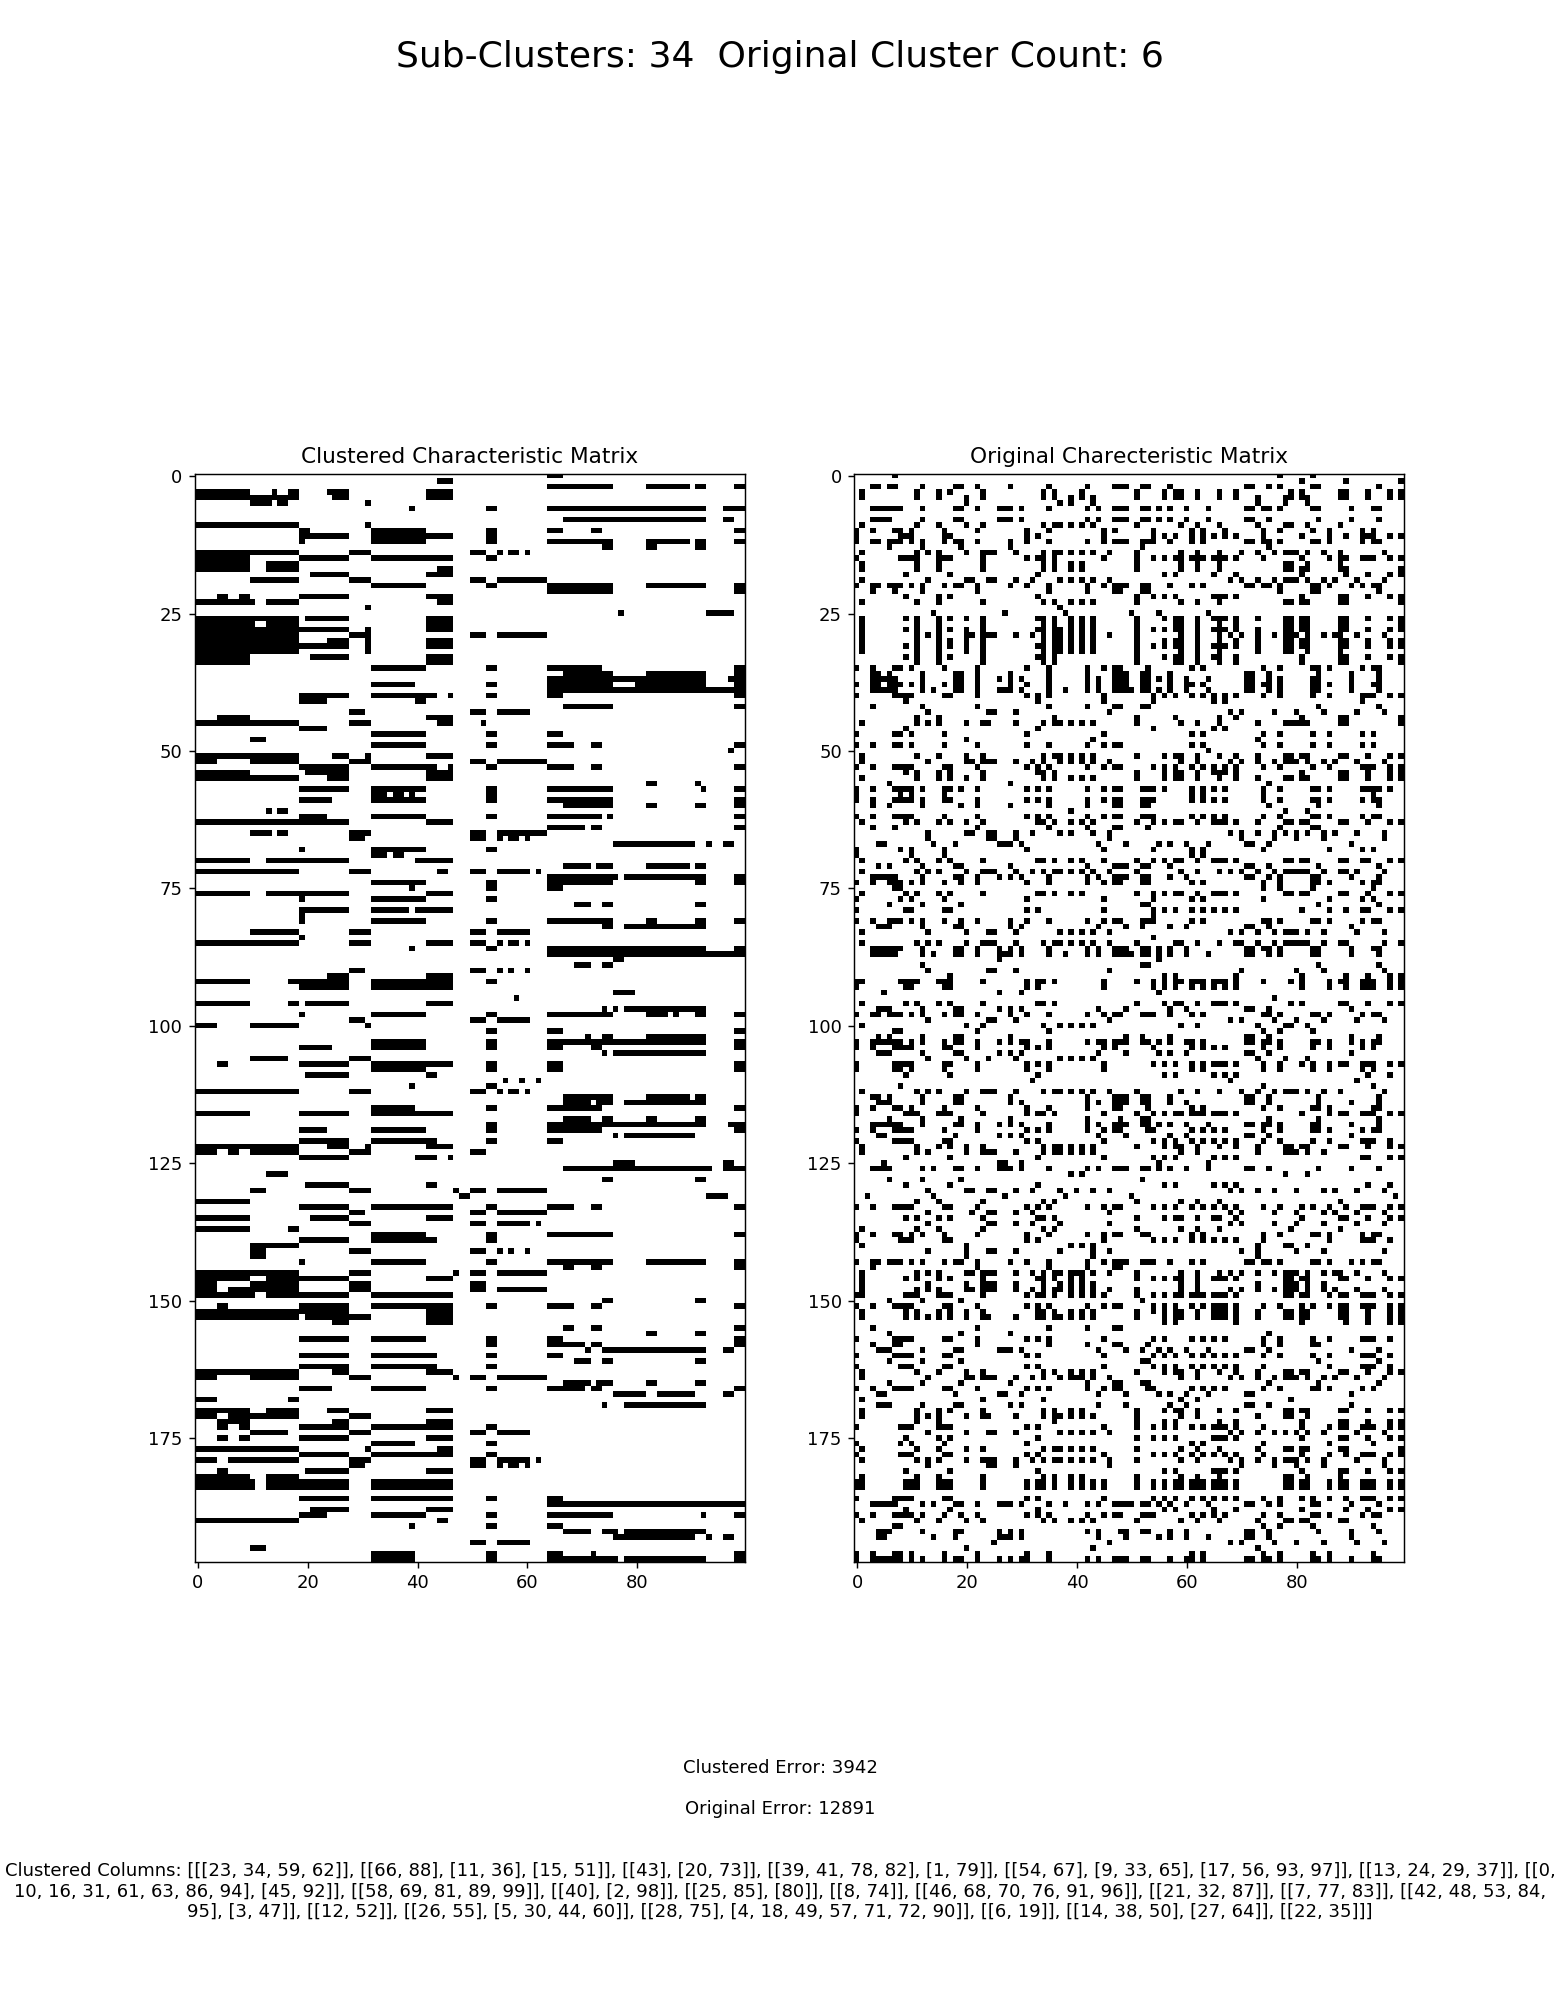 Sub-Clusters: 34  Original Cluster Count: 6
Clustered Characteristic Matrix
0
25
50
75
100
125
150
175
0 20 40 60 80
Original Charecteristic Matrix
0
25
50
75
100
125
150
175
0 20 40 60 80
Clustered Error: 3942
Original Error: 12891
Clustered Columns: [[[23, 34, 59, 62]], [[66, 88], [11, 36], [15, 51]], [[43], [20, 73]], [[39, 41, 78, 82], [1, 79]], [[54, 67], [9, 33, 65], [17, 56, 93, 97]], [[13, 24, 29, 37]], [[0,
10, 16, 31, 61, 63, 86, 94], [45, 92]], [[58, 69, 81, 89, 99]], [[40], [2, 98]], [[25, 85], [80]], [[8, 74]], [[46, 68, 70, 76, 91, 96]], [[21, 32, 87]], [[7, 77, 83]], [[42, 48, 53, 84,
95], [3, 47]], [[12, 52]], [[26, 55], [5, 30, 44, 60]], [[28, 75], [4, 18, 49, 57, 71, 72, 90]], [[6, 19]], [[14, 38, 50], [27, 64]], [[22, 35]]]